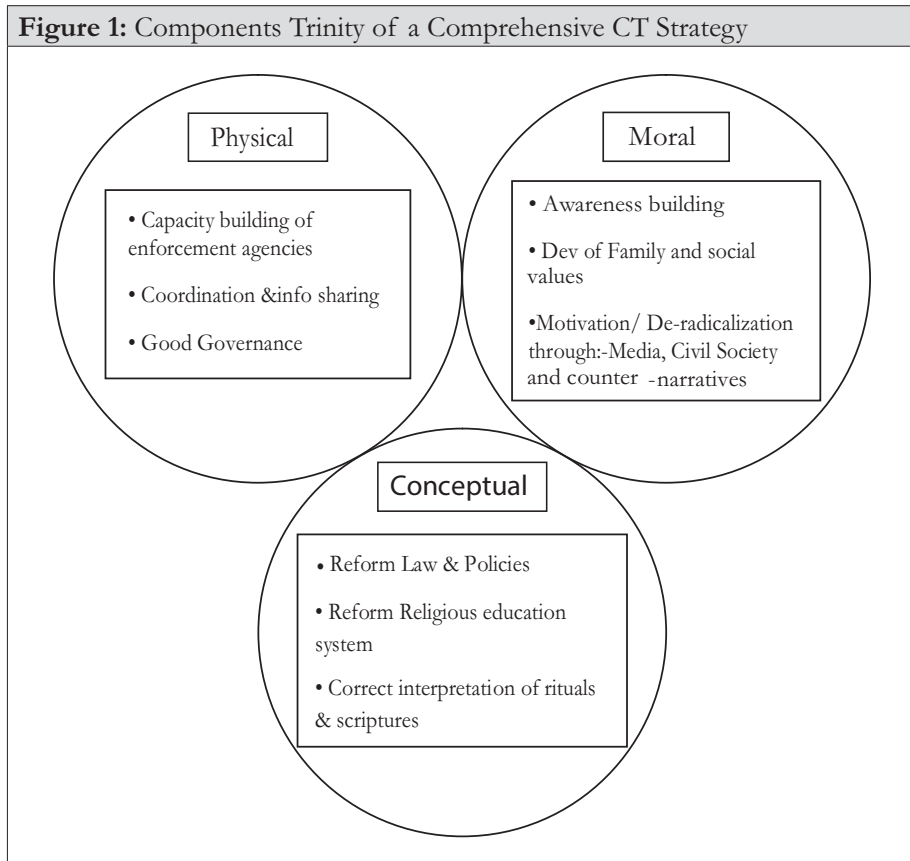 Figure 1: Components Trinity of a Comprehensive CT Strategy
Physical
• Capacity building of
enforcement agencies
• Coordination &info sharing
• Good Governance
Moral
• Awareness building
• Dev of Family and social
values
•Motivation/ De-radicalization
through:-Media, Civil Society
and counter -narratives
Conceptual
• Reform Law & Policies
• Reform Religious education
system
• Correct interpretation of rituals
& scriptures